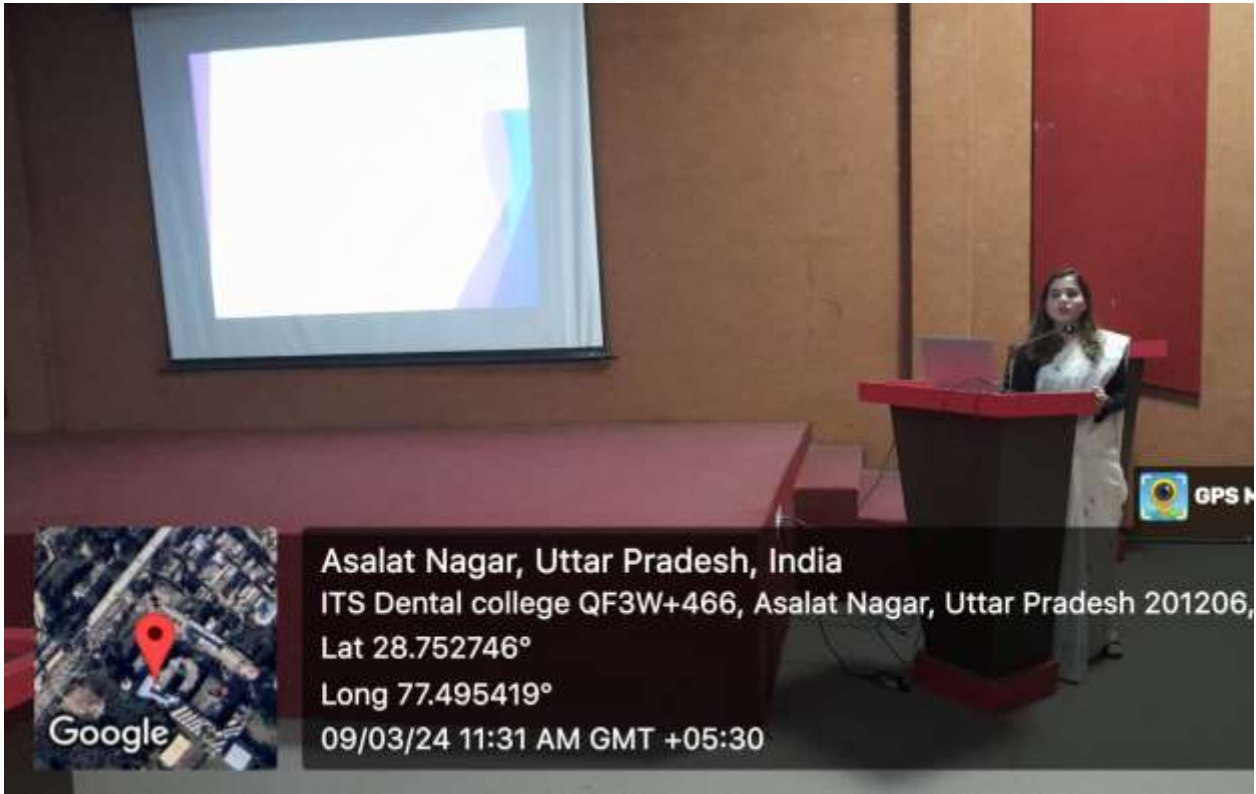 GPS M
Asalat Nagar, Uttar Pradesh, India
ITS Dental college QF3W+466, Asalat Nagar, Uttar Pradesh 201206,
Lat 28.752746°
Long 77.495419°
09/03/24 11:31 AM GMT +05:30
Google